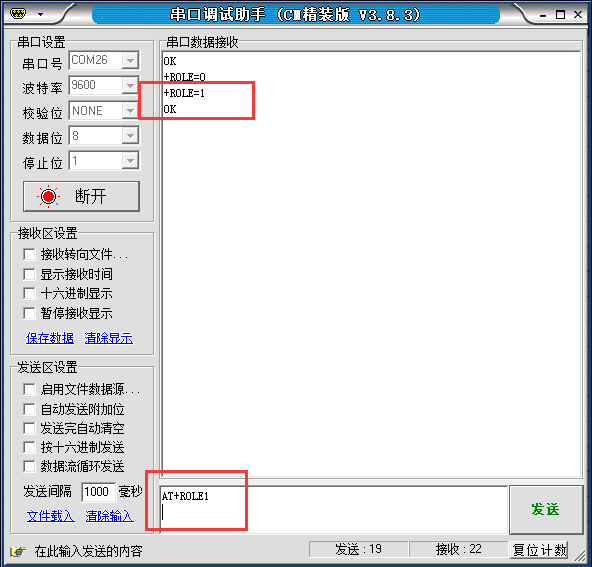 串口调试助手 (CM精装版 V3.8.3)
串口设置
串口号 COM26
波特率 9600
校验位 NONE
数据位 8
停止位 1
断开
接收区设置
接收转向文件...
显示接收时间
十六进制显示
暂停接收显示
保存数据 清除显示
发送区设置
启用文件数据源...
自动发送附加位
发送完自动清空
按十六进制发送
数据流循环发送
发送间隔 1000 毫秒
文件载入 清除输入
串口数据接收
OK
+ROLE=0
+ROLE=1
OK
AT+ROLE1
发送
在此输入发送的内容
发送 : 19
接收 : 22
复位计数